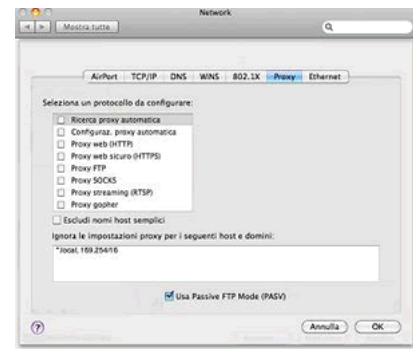 Network
Mostra tutte
AirPort TCP/IP DNS WINS 802.1X Proxy Ethernet
Seleziona un protocollo da configurare:
Ricerca proxy automatica
Configuraz. proxy automatica
Proxy web (HTTP)
Proxy web sicuro (HTTPS)
Proxy FTP
Proxy SOCKS
Proxy streaming (RTSP)
Proxy gopher
Escludi nomi host semplici
Ignora le impostazioni proxy per i seguenti host e domini:
*.local, 169.254/16
Usa Passive FTP Mode (PASV)
? Annulla OK